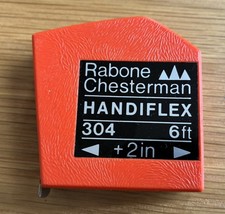 Rabone
Chesterman
HANDIFLEX
304 6ft
◄ +2in ►